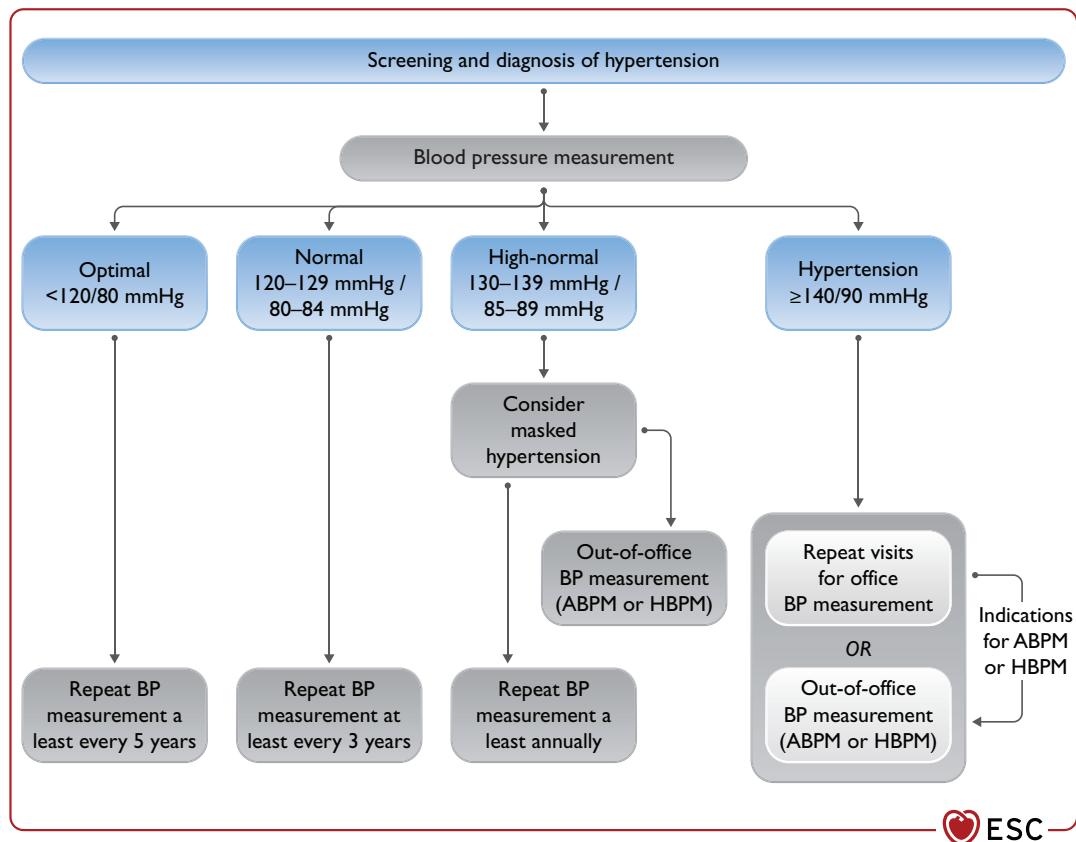 Screening and diagnosis of hypertension
Blood pressure measurement
Optimal
<120/80 mmHg
Normal
120–129 mmHg /
80–84 mmHg
High-normal
130–139 mmHg /
85–89 mmHg
Hypertension
≥140/90 mmHg
Consider
masked
hypertension
Out-of-office
BP measurement
(ABPM or HBPM)
Repeat visits
for office
BP measurement
OR
Out-of-office
BP measurement
(ABPM or HBPM)
Indications
for ABPM
or HBPM
Repeat BP
measurement a
least every 5 years
Repeat BP
measurement at
least every 3 years
Repeat BP
measurement a
least annually
ESC